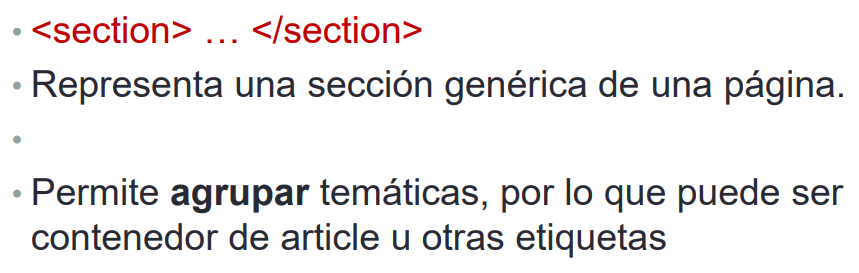 • <section> … </section>
• Representa una sección genérica de una página.
•
• Permite agrupar temáticas, por lo que puede ser
contenedor de article u otras etiquetas